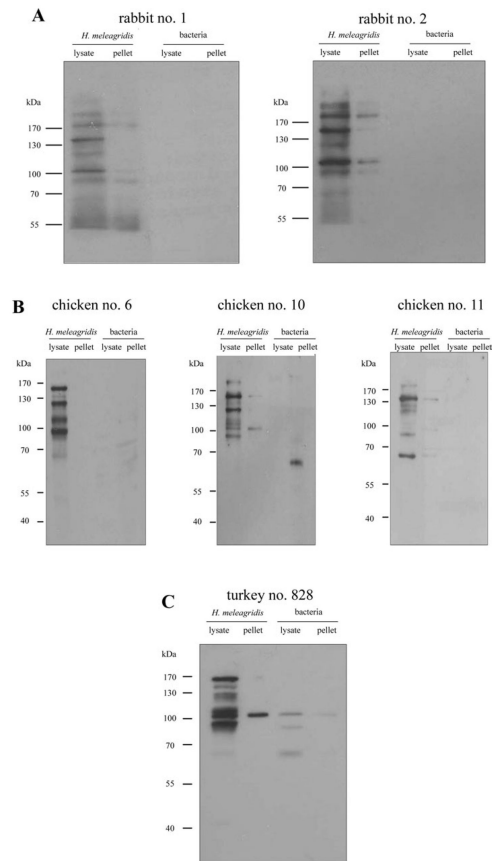 A
rabbit no. 1
rabbit no. 2
H. meleagridis bacteria
H. meleagridis bacteria
lysate pellet lysate pellet
lysate pellet lysate pellet
kDa
170
130
100
70
55
kDa
170
130
100
70
55
B
chicken no. 6
chicken no. 10
chicken no. 11
H. meleagridis bacteria
H. meleagridis bacteria
H. meleagridis bacteria
lysate pellet lysate pellet
lysate pellet lysate pellet
lysate pellet lysate pellet
kDa
170
130
100
70
55
40
kDa
170
130
100
70
55
40
kDa
170
130
100
70
55
40
C
turkey no. 828
H. meleagridis bacteria
lysate pellet lysate pellet
kDa
170
130
100
70
55
40